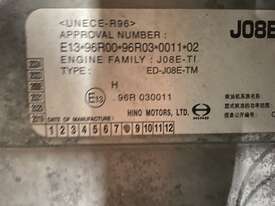 <UNECE-R96>
APPROVAL NUMBER :
J08E
E13*96R00*96R03*0011*02
ENGINE FAMILY : J08E-TI
TYPE: ED-J08E-TM
H
E13 96R 030011
HINO MOTORS, LTD.
DATE OF MANUFACTURE:
1 2 3 4 5 6 7 8 9 10 11 12
HINO